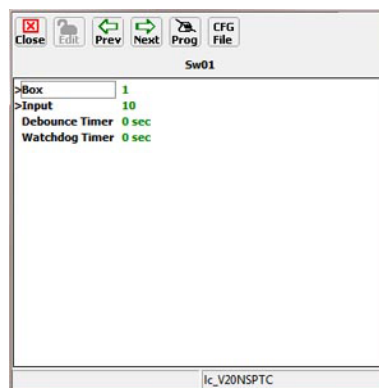 Close Edit Prev Next Prog CFG File
Sw01
>Box 1
>Input 10
Debounce Timer 0 sec
Watchdog Timer 0 sec
Ic_V20NSPTC